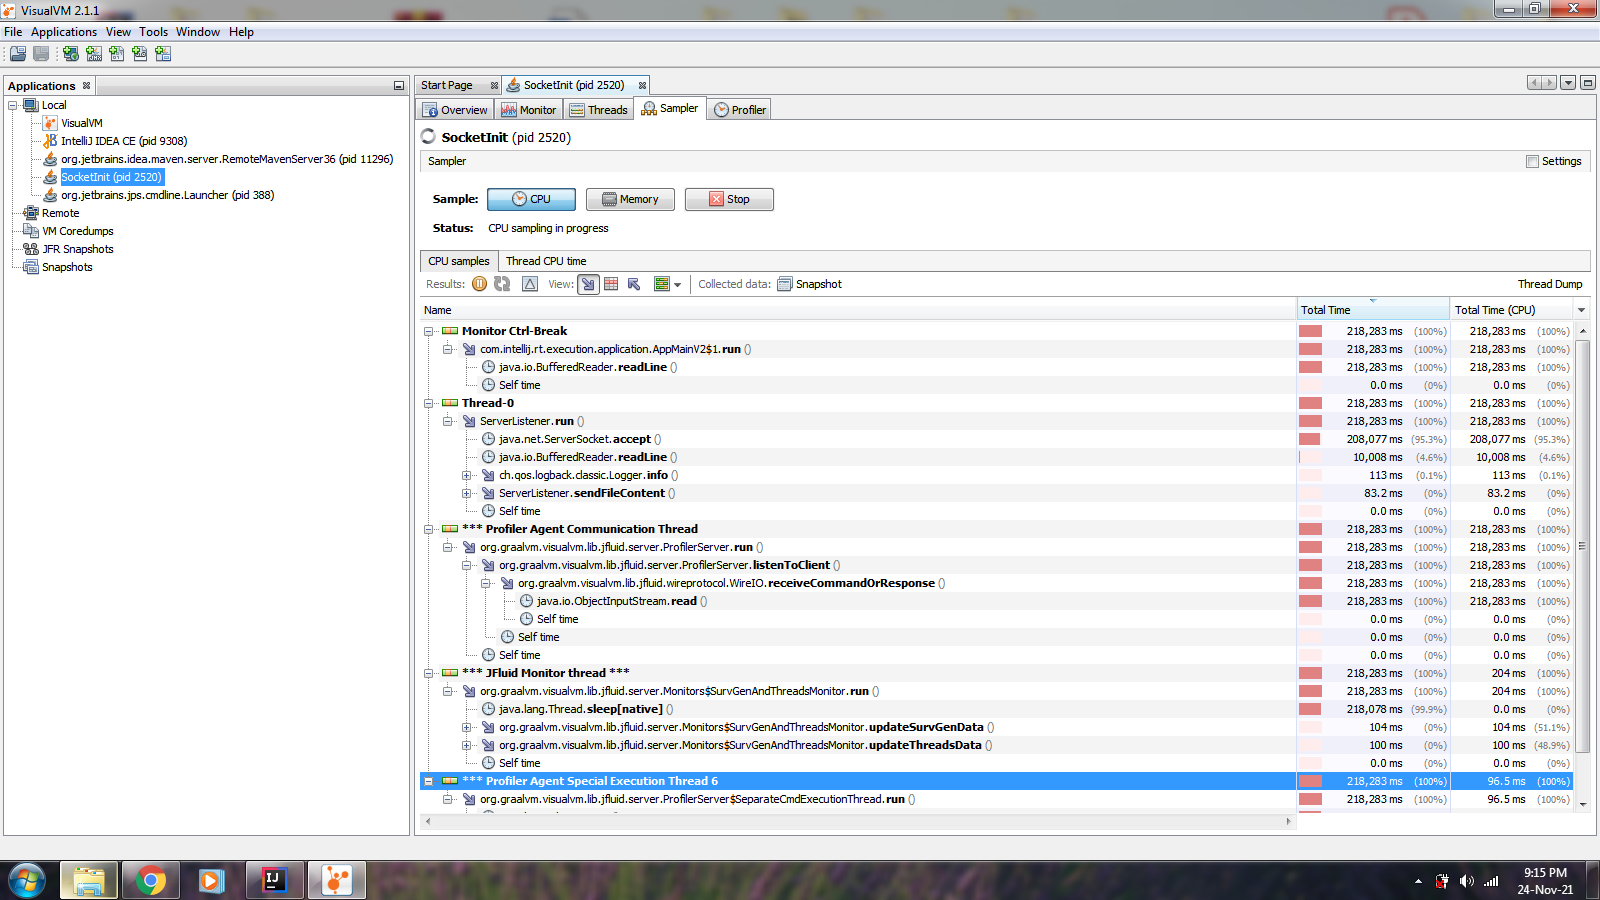 VisualVM 2.1.1
File Applications View Tools Window Help
Applications
Start Page SocketInit (pid 2520)
Local
VisualVM
IntelliJ IDEA CE (pid 9308)
org.jetbrains.idea.maven.server.RemoteMavenServer36 (pid 11296)
SocketInit (pid 2520)
org.jetbrains.jps.cmdline.Launcher (pid 388)
Remote
VM Coredumps
JFR Snapshots
Snapshots
Overview Monitor Threads Sampler Profiler
SocketInit (pid 2520)
Sampler Settings
Sample: CPU Memory Stop
Status: CPU sampling in progress
CPU samples Thread CPU time
Results: View: Collected data: Snapshot Thread Dump
Name Total Time Total Time (CPU)
Monitor Ctrl-Break 218,283 ms (100%) 218,283 ms (100%)
com.intellij.rt.execution.application.AppMainV2$1.run () 218,283 ms (100%) 218,283 ms (100%)
java.io.BufferedReader.readLine () 218,283 ms (100%) 218,283 ms (100%)
Self time 0.0 ms (0%) 0.0 ms (0%)
Thread-0 218,283 ms (100%) 218,283 ms (100%)
ServerListener.run () 218,283 ms (100%) 218,283 ms (100%)
java.net.ServerSocket.accept () 208,077 ms (95.3%) 208,077 ms (95.3%)
java.io.BufferedReader.readLine () 10,008 ms (4.6%) 10,008 ms (4.6%)
ch.qos.logback.classic.Logger.info () 113 ms (0.1%) 113 ms (0.1%)
ServerListener.sendFileContent () 83.2 ms (0%) 83.2 ms (0%)
Self time 0.0 ms (0%) 0.0 ms (0%)
*** Profiler Agent Communication Thread 218,283 ms (100%) 218,283 ms (100%)
org.graalvm.visualvm.lib.jfluid.server.ProfilerServer.run () 218,283 ms (100%) 218,283 ms (100%)
org.graalvm.visualvm.lib.jfluid.server.ProfilerServer.listenToClient () 218,283 ms (100%) 218,283 ms (100%)
org.graalvm.visualvm.lib.jfluid.wireprotocol.WireIO.receiveCommandOrResponse () 218,283 ms (100%) 218,283 ms (100%)
java.io.ObjectInputStream.read () 218,283 ms (100%) 218,283 ms (100%)
Self time 0.0 ms (0%) 0.0 ms (0%)
Self time 0.0 ms (0%) 0.0 ms (0%)
Self time 0.0 ms (0%) 0.0 ms (0%)
*** JFluid Monitor thread *** 218,283 ms (100%) 204 ms (100%)
org.graalvm.visualvm.lib.jfluid.server.Monitors$SurvGenAndThreadsMonitor.run () 218,283 ms (100%) 204 ms (100%)
java.lang.Thread.sleep[native] () 218,078 ms (99.9%) 0.0 ms (0%)
org.graalvm.visualvm.lib.jfluid.server.Monitors$SurvGenAndThreadsMonitor.updateSurvGenData () 104 ms (0%) 104 ms (51.1%)
org.graalvm.visualvm.lib.jfluid.server.Monitors$SurvGenAndThreadsMonitor.updateThreadsData () 100 ms (0%) 100 ms (48.9%)
Self time 0.0 ms (0%) 0.0 ms (0%)
*** Profiler Agent Special Execution Thread 6 218,283 ms (100%) 96.5 ms (100%)
org.graalvm.visualvm.lib.jfluid.server.ProfilerServer$SeparateCmdExecutionThread.run () 218,283 ms (100%) 96.5 ms (100%)
IJ
9:15 PM
24-Nov-21